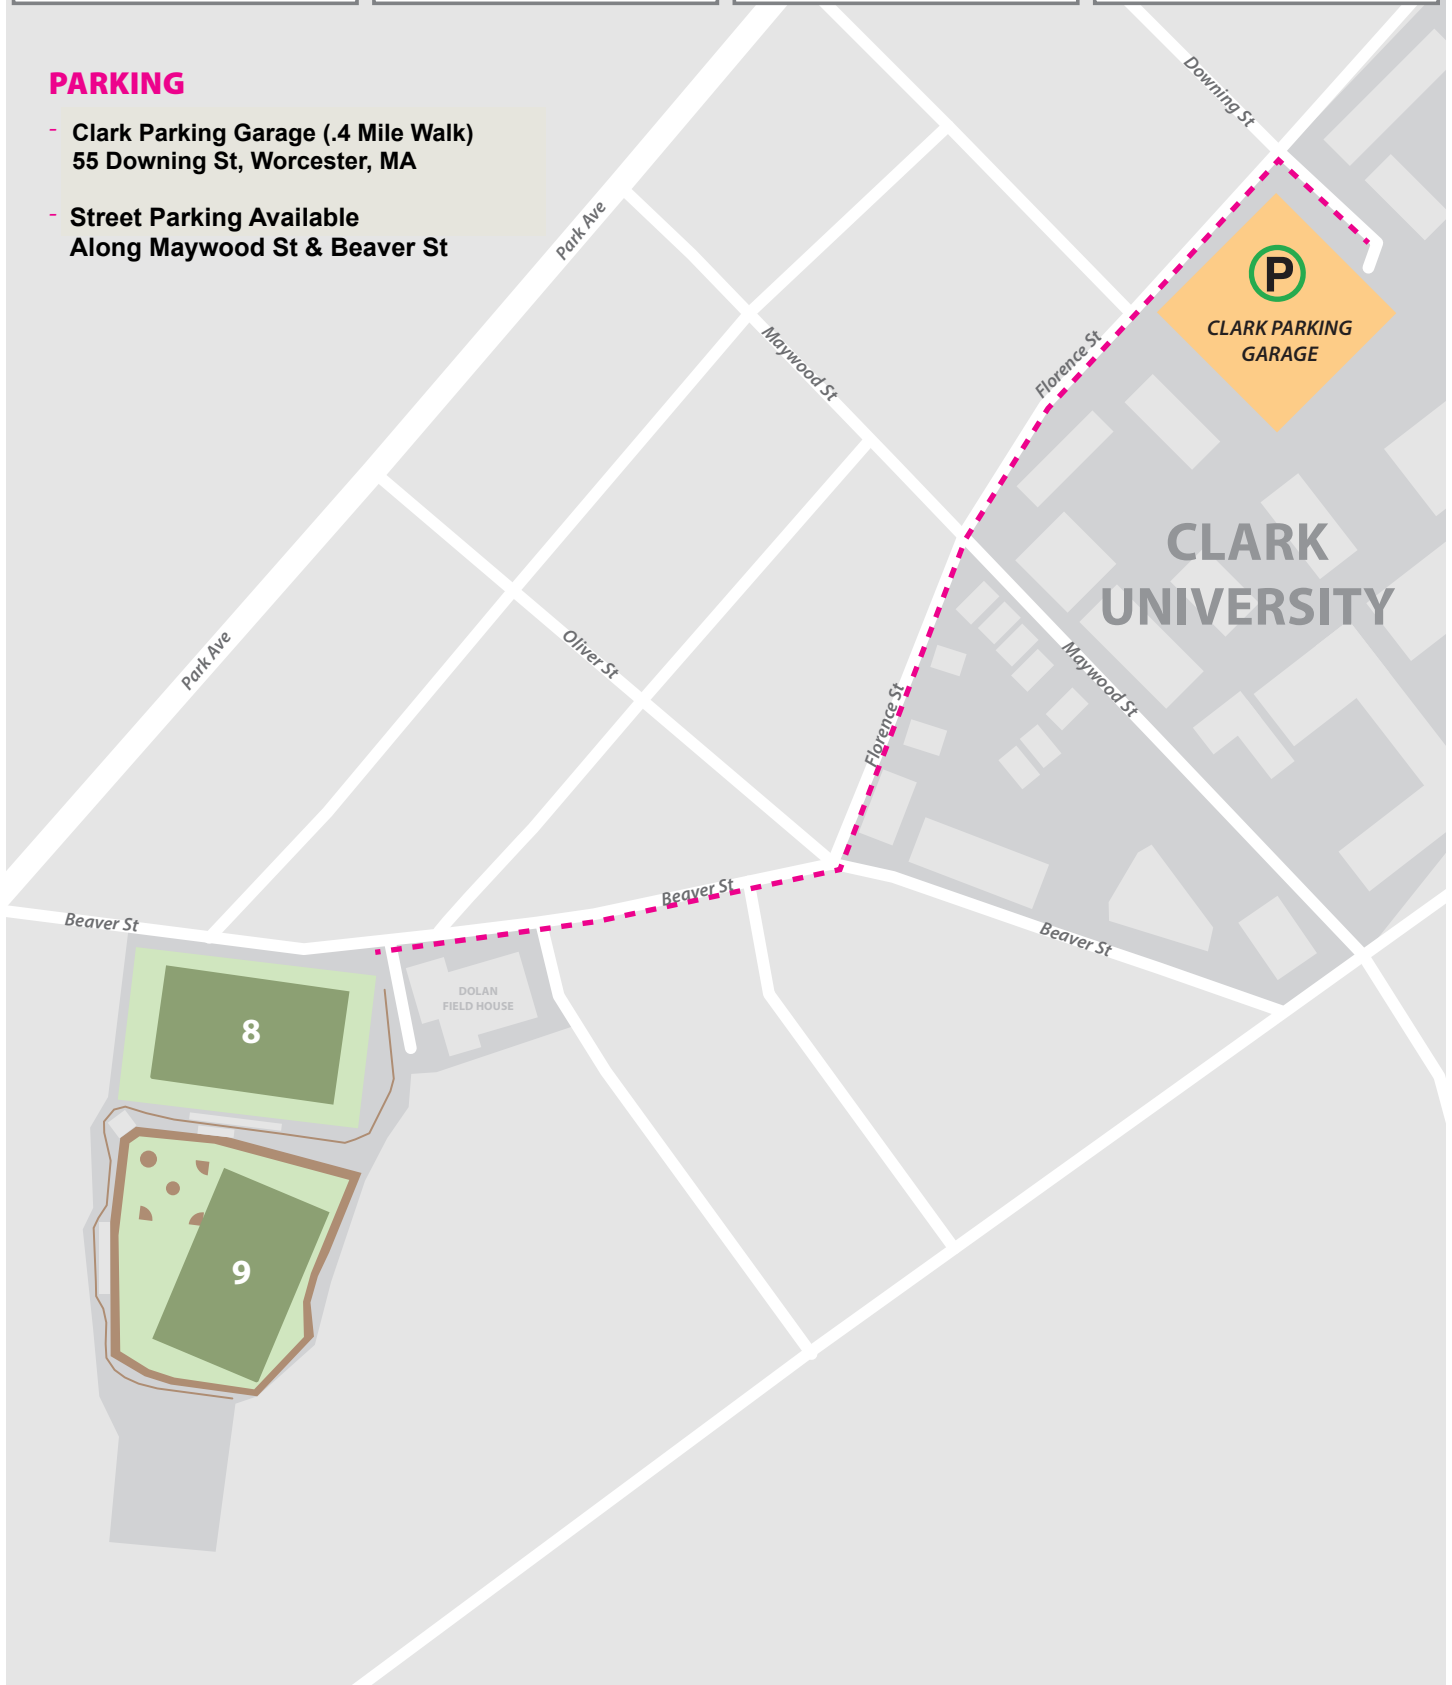 PARKING
- Clark Parking Garage (.4 Mile Walk)
55 Downing St, Worcester, MA
- Street Parking Available
Along Maywood St & Beaver St
Downing St
Park Ave
P
CLARK PARKING
GARAGE
Maywood St
Florence St
CLARK
UNIVERSITY
Park Ave
Oliver St
Maywood St
Florence St
Beaver St
Beaver St
Beaver St
DOLAN
FIELD HOUSE
8
9